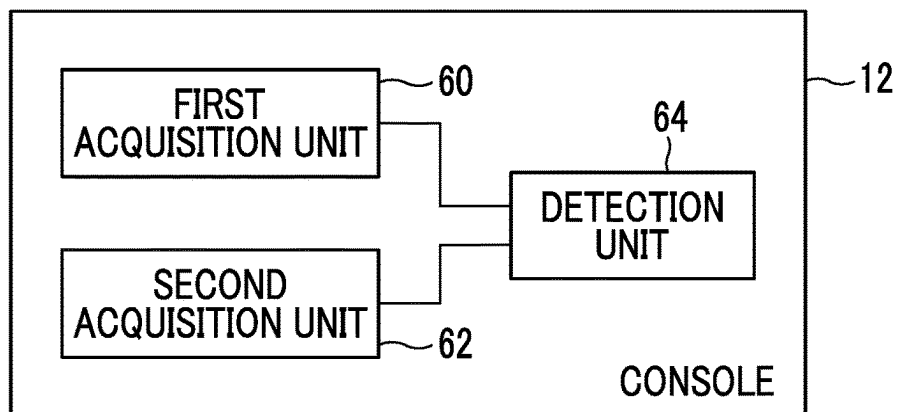 60
12
FIRST
ACQUISITION UNIT
64
DETECTION
UNIT
SECOND
ACQUISITION UNIT
62
CONSOLE